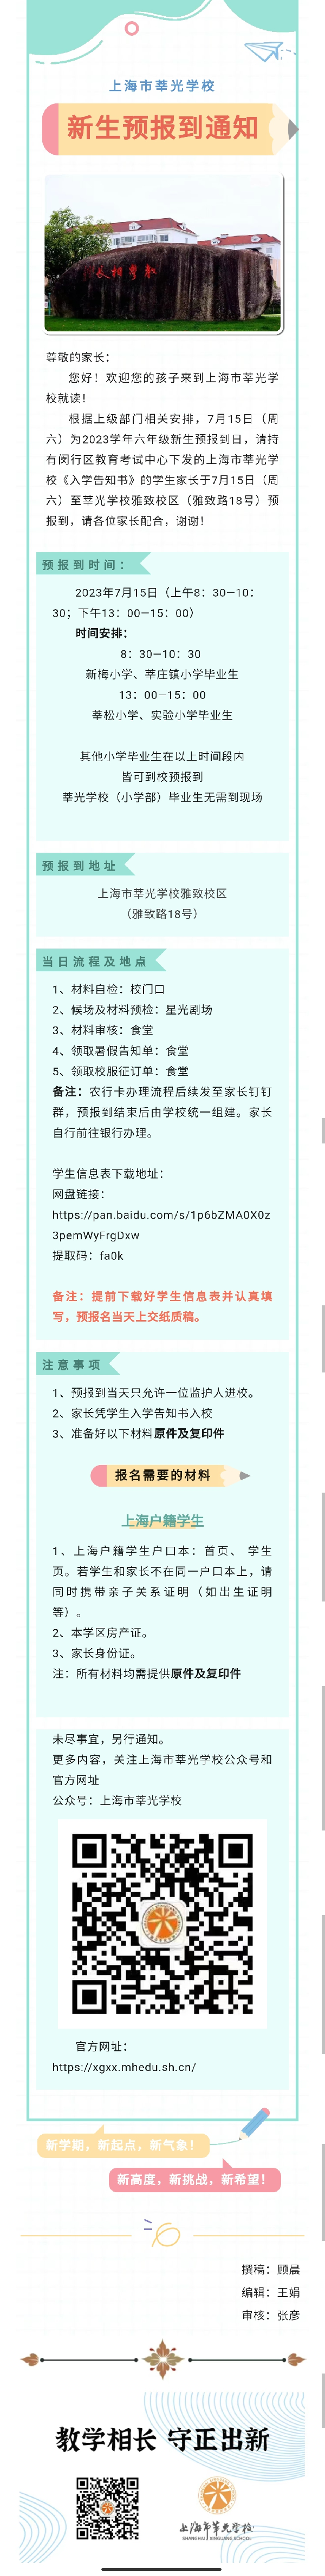 上海市莘光学校
新生预报到通知
教学相长
尊敬的家长：
您好！欢迎您的孩子来到上海市莘光学
校就读！
根据上级部门相关安排，7月15日（周
六）为2023学年六年级新生预报到日，请持
有闵行区教育考试中心下发的上海市莘光学
校《入学告知书》的学生家长于7月15日（周
六）至莘光学校雅致校区（雅致路18号）预
报到，请各位家长配合，谢谢！
预报到时间：
2023年7月15日（上午8：30—10：
30；下午13：00—15：00）
时间安排：
8：30—10：30
新梅小学、莘庄镇小学毕业生
13：00—15：00
莘松小学、实验小学毕业生
其他小学毕业生在以上时间段内
皆可到校预报到
莘光学校（小学部）毕业生无需到现场
预报到地址
上海市莘光学校雅致校区
（雅致路18号）
当日流程及地点
1、材料自检：校门口
2、候场及材料预检：星光剧场
3、材料审核：食堂
4、领取暑假告知单：食堂
5、领取校服征订单：食堂
备注：农行卡办理流程后续发至家长钉钉
群，预报到结束后由学校统一组建。家长
自行前往银行办理。
学生信息表下载地址：
网盘链接：
https://pan.baidu.com/s/1p6bZMA0X0z
3pemWyFrgDxw
提取码：fa0k
备注：提前下载好学生信息表并认真填
写，预报名当天上交纸质稿。
注意事项
1、预报到当天只允许一位监护人进校。
2、家长凭学生入学告知书入校
3、准备好以下材料原件及复印件
报名需要的材料
上海户籍学生
1、上海户籍学生户口本：首页、 学生
页。若学生和家长不在同一户口本上，请
同时携带亲子关系证明（如出生证明
等）。
2、本学区房产证。
3、家长身份证。
注：所有材料均需提供原件及复印件
未尽事宜，另行通知。
更多内容，关注上海市莘光学校公众号和
官方网址
公众号：上海市莘光学校
官方网址：
https://xgxx.mhedu.sh.cn/
新学期，新起点，新气象！
新高度，新挑战，新希望！
撰稿：顾晨
编辑：王娟
审核：张彦
教学相长 守正出新
上海市莘光学校
SHANGHAI XINGUANG SCHOOL